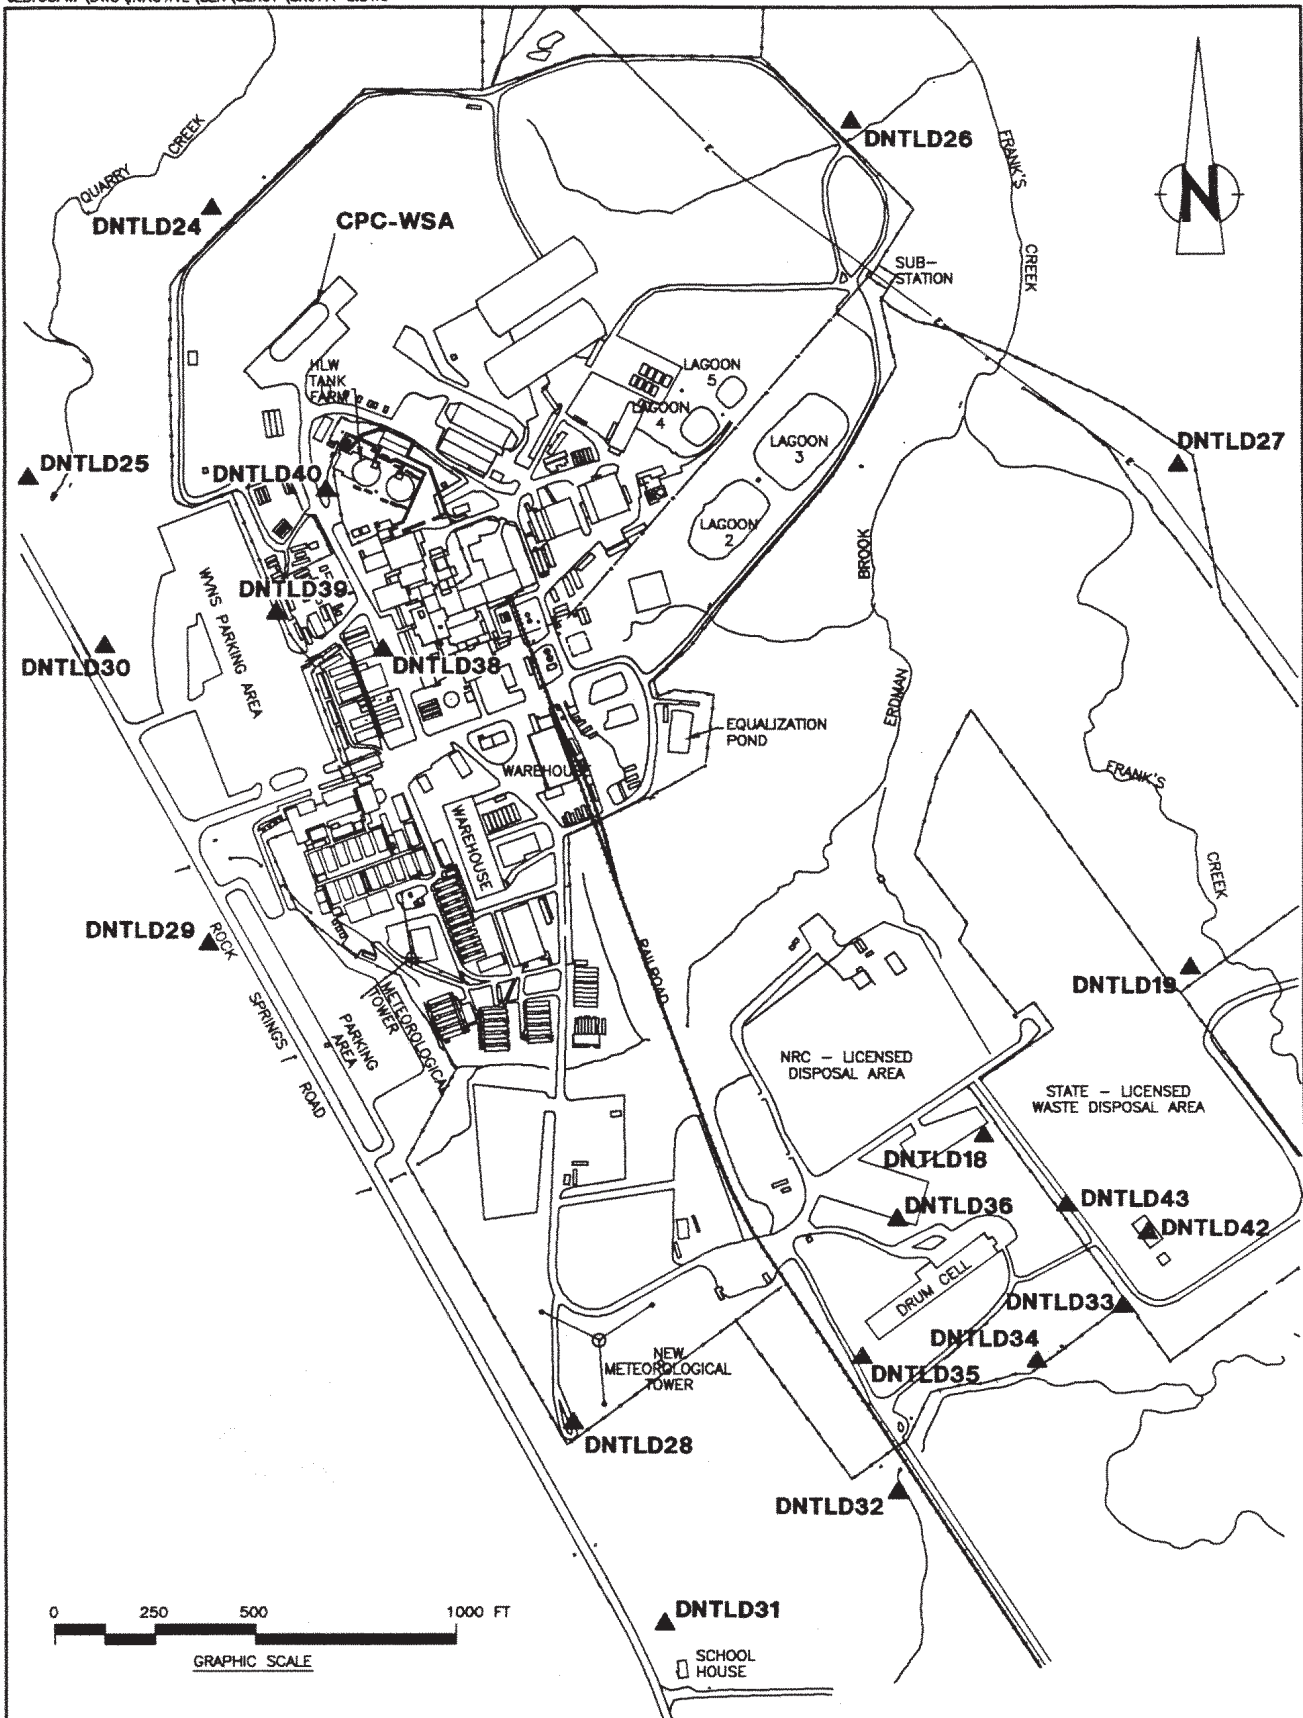 FRANK'S
CREEK
QUARRY
CREEK
DNTLD26
N
DNTLD24
CPC-WSA
SUB-
STATION
HLW
TANK
FARM
LAGOON
5
LAGOON
4
LAGOON
3
LAGOON
2
DNTLD25
DNTLD40
DNTLD27
BROOK
WVNS PARKING AREA
DNTLD39
DNTLD30
DNTLD38
ERDMAN
EQUALIZATION
POND
WAREHOUSE
FRANK'S
CREEK
WAREHOUSE
DNTLD29
ROCK
SPRINGS
ROAD
RAILROAD
METEOROLOGICAL
TOWER
PARKING
AREA
DNTLD19
NRC - LICENSED
DISPOSAL AREA
STATE - LICENSED
WASTE DISPOSAL AREA
DNTLD18
DNTLD36
DNTLD43
DNTLD42
DRUM CELL
DNTLD33
DNTLD34
DNTLD35
NEW
METEOROLOGICAL
TOWER
DNTLD28
DNTLD32
DNTLD31
SCHOOL
HOUSE
0 250 500 1000 FT
GRAPHIC SCALE